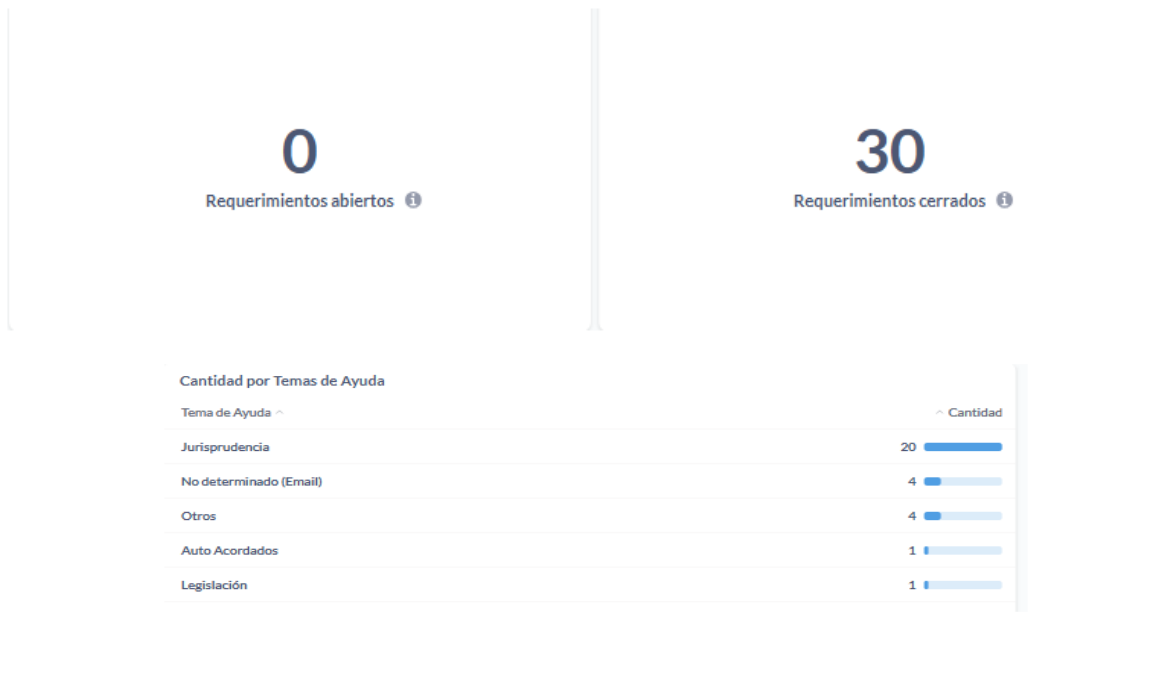 0
Requerimientos abiertos
30
Requerimientos cerrados
Cantidad por Temas de Ayuda
Tema de Ayuda Cantidad
Jurisprudencia 20
No determinado (Email) 4
Otros 4
Auto Acordados 1
Legislación 1